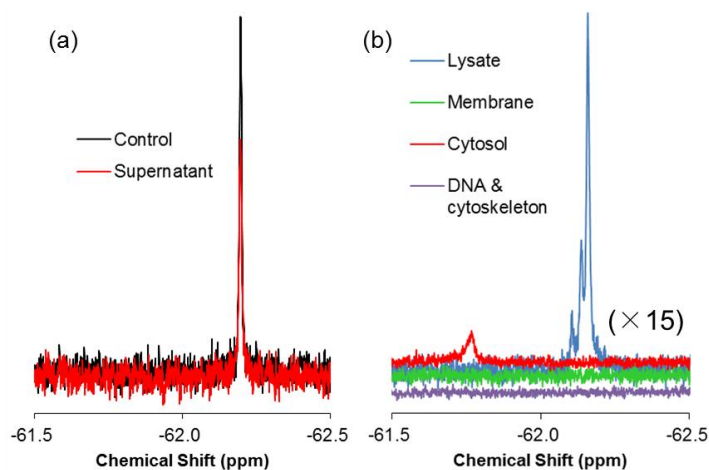 (a)
Control
Supernatant
-61.5
-62.0
-62.5
Chemical Shift (ppm)
(b)
Lysate
Membrane
Cytosol
DNA &
cytoskeleton
(×15)
-61.5
-62.0
-62.5
Chemical Shift (ppm)